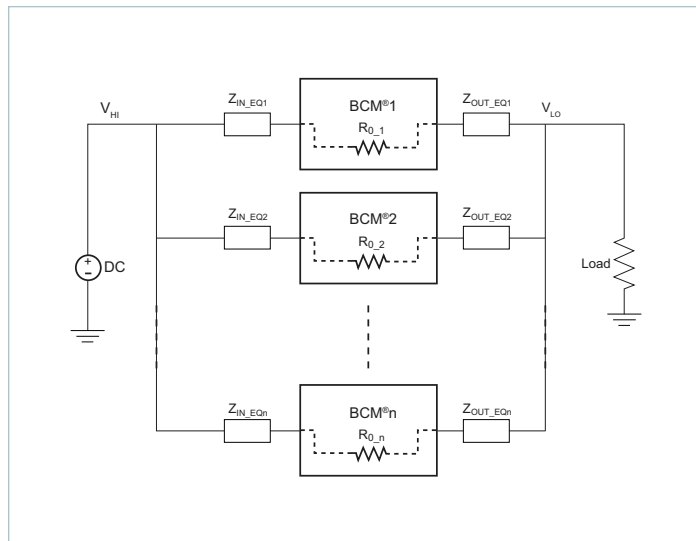 V_HI
Z_IN_EQ1
BCM®1
R_0_1
Z_OUT_EQ1
V_LO
Z_IN_EQ2
BCM®2
R_0_2
Z_OUT_EQ2
+
DC
–
Load
Z_IN_EQn
BCM®n
R_0_n
Z_OUT_EQn